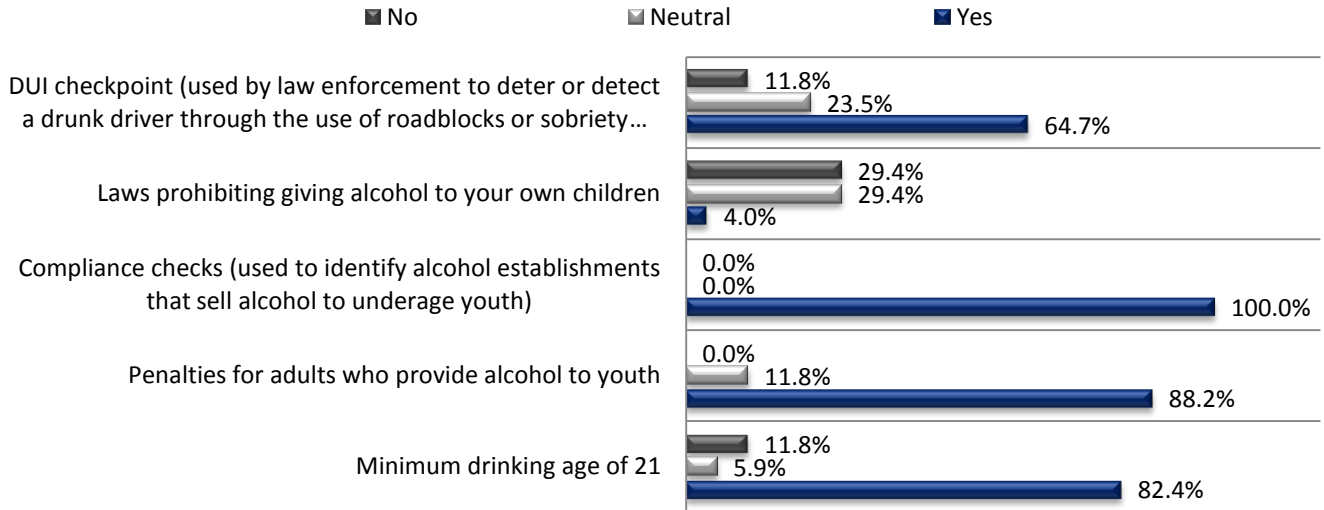 No Neutral Yes
DUI checkpoint (used by law enforcement to deter or detect
a drunk driver through the use of roadblocks or sobriety…
11.8%
23.5%
64.7%
Laws prohibiting giving alcohol to your own children
29.4%
29.4%
4.0%
Compliance checks (used to identify alcohol establishments
that sell alcohol to underage youth)
0.0%
0.0%
100.0%
Penalties for adults who provide alcohol to youth
0.0%
11.8%
88.2%
Minimum drinking age of 21
11.8%
5.9%
82.4%